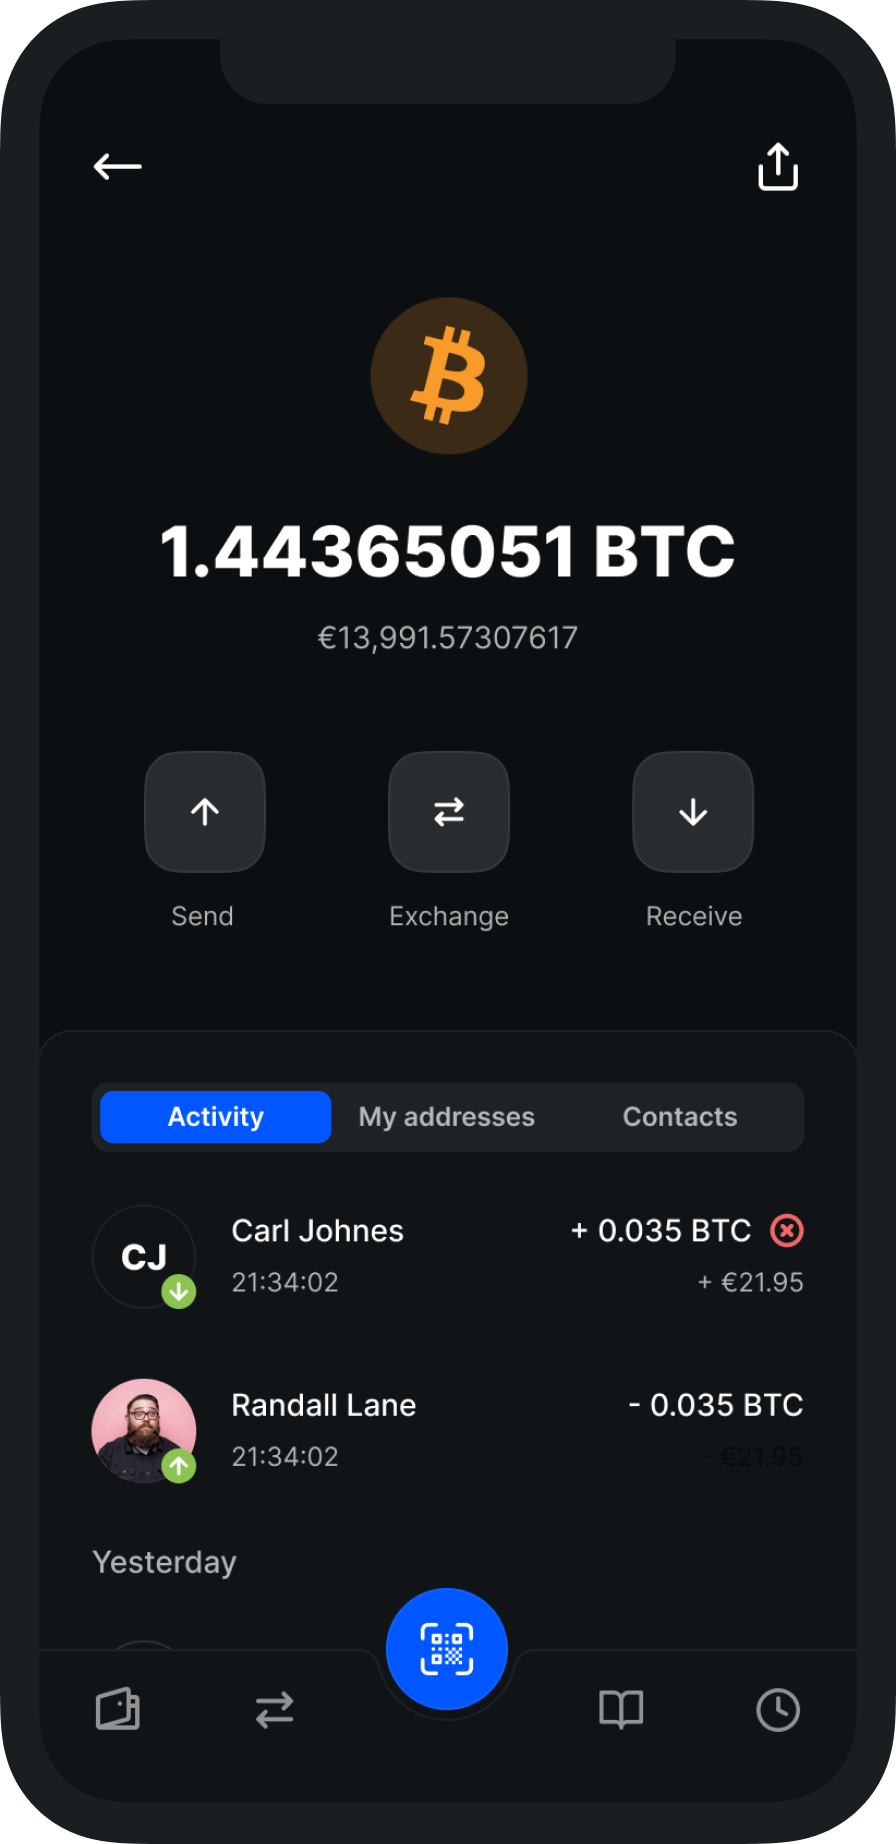 1.44365051 BTC
€13,991.57307617
Send
Exchange
Receive
Activity
My addresses
Contacts
CJ
Carl Johnes
+ 0.035 BTC
21:34:02
+ €21.95
Randall Lane
- 0.035 BTC
21:34:02
- €21.95
Yesterday